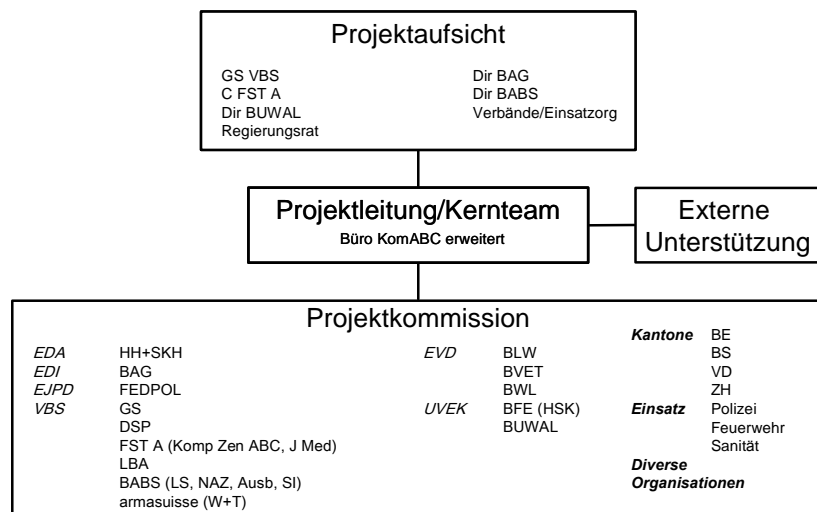 Projektaufsicht
GS VBS
C FST A
Dir BUWAL
Regierungsrat
Dir BAG
Dir BABS
Verbände/Einsatzorg
Projektleitung/Kernteam
Büro KomABC erweitert
Externe
Unterstützung
Projektkommission
EDA HH+SKH
EDI BAG
EJPD FEDPOL
VBS GS
DSP
FST A (Komp Zen ABC, J Med)
LBA
BABS (LS, NAZ, Ausb, SI)
armasuisse (W+T)
EVD BLW
BVET
BWL
UVEK BFE (HSK)
BUWAL
Kantone BE
BS
VD
ZH
Einsatz Polizei
Feuerwehr
Sanität
Diverse
Organisationen